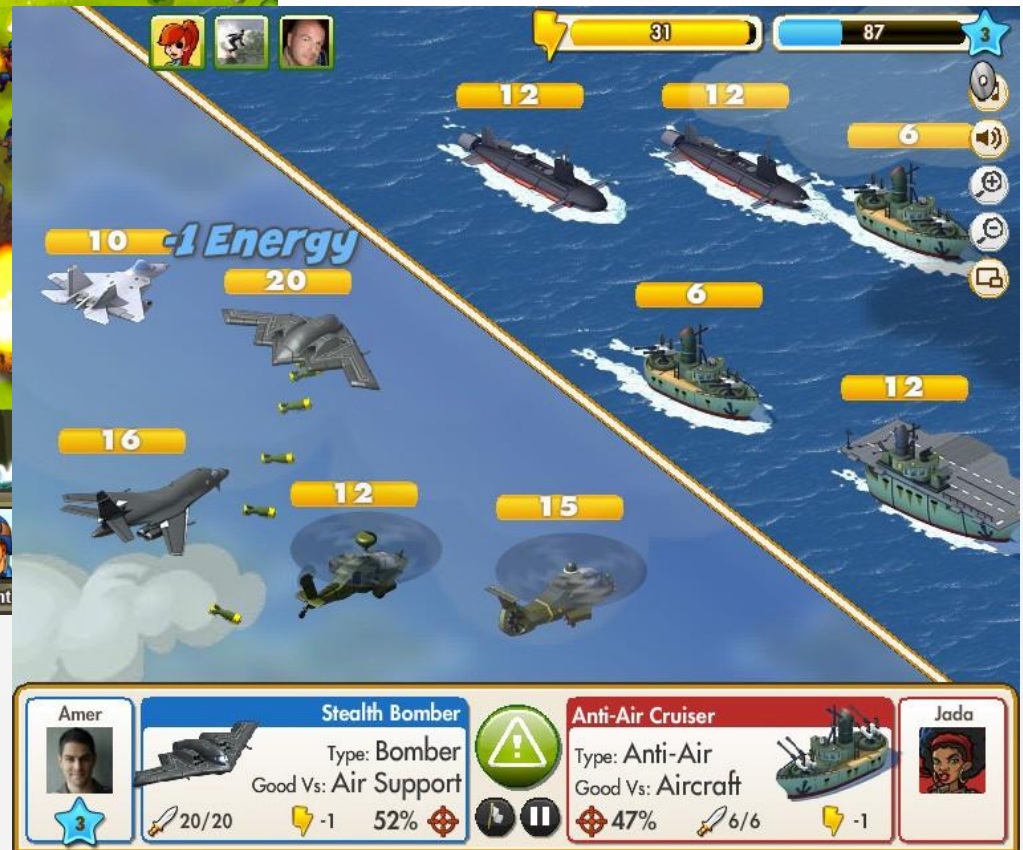 31
87
3
12
12
6
10
-1 Energy
20
6
12
16
12
15
Amer
Stealth Bomber
Type: Bomber
Good Vs: Air Support
20/20
-1
52%
3
Anti-Air Cruiser
Type: Anti-Air
Good Vs: Aircraft
47%
6/6
-1
Jada
nt